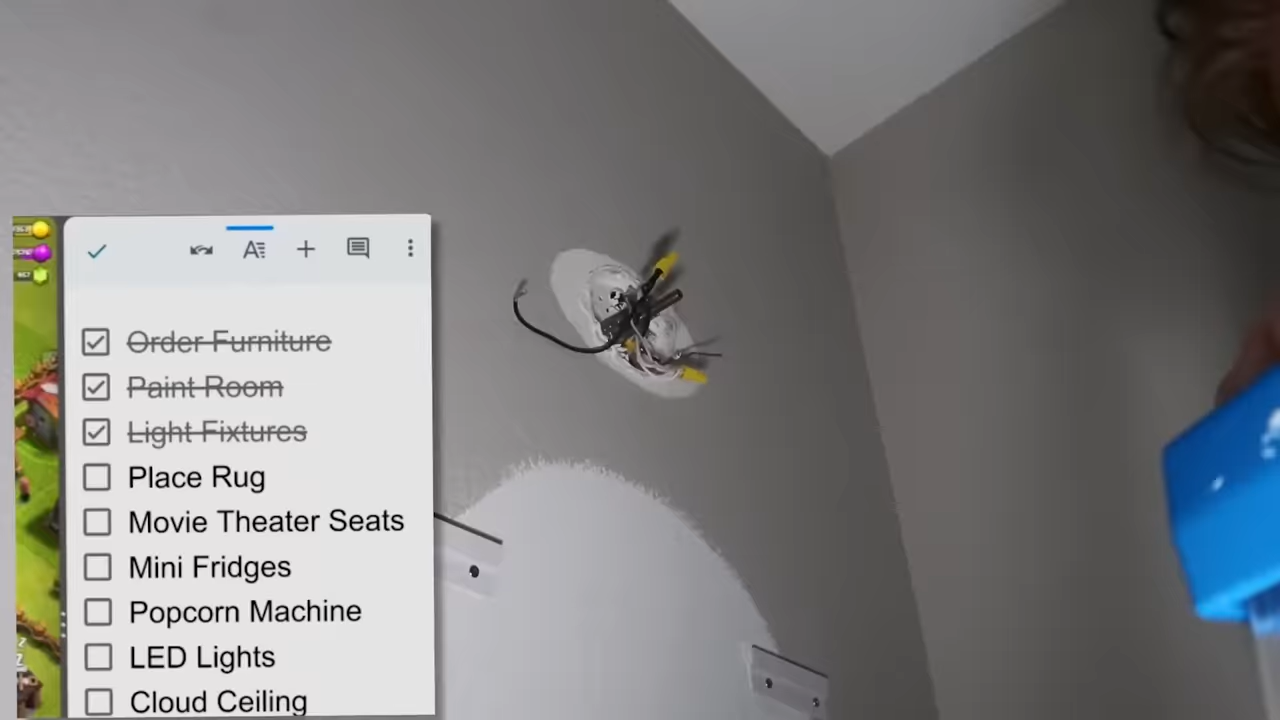 Order Furniture
Paint Room
Light Fixtures
Place Rug
Movie Theater Seats
Mini Fridges
Popcorn Machine
LED Lights
Cloud Ceiling